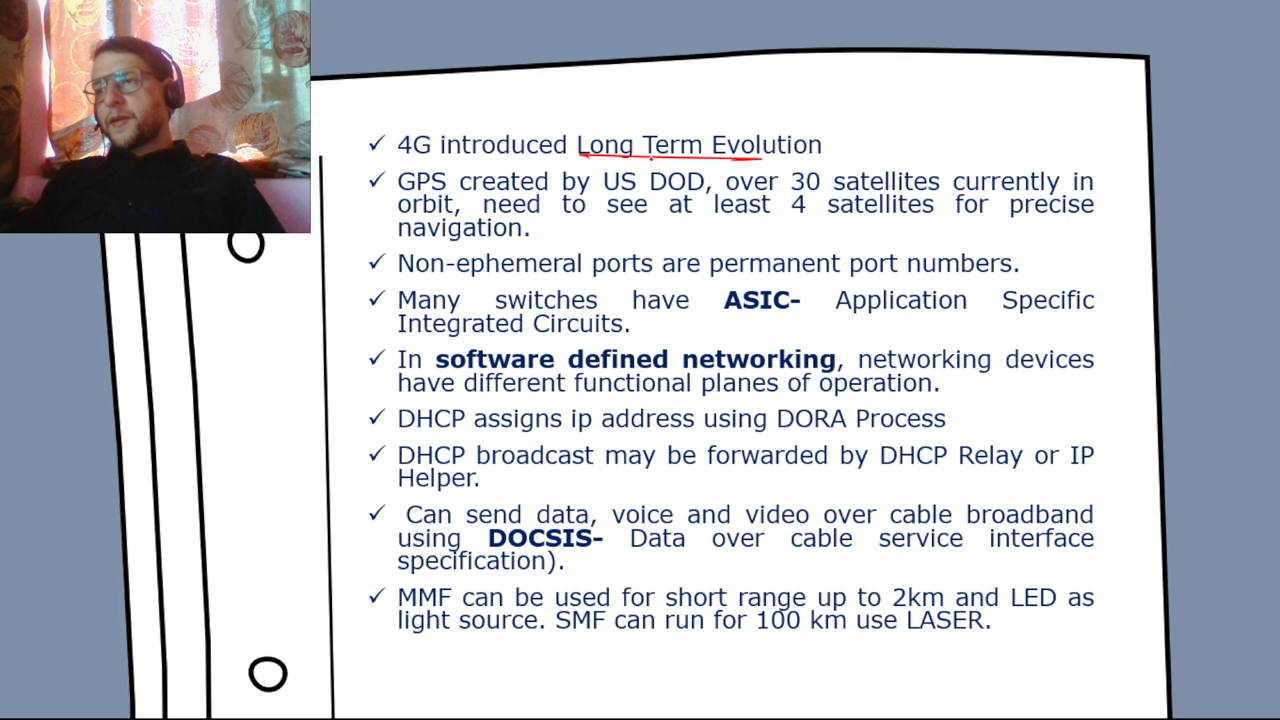 4G introduced Long Term Evolution
GPS created by US DOD, over 30 satellites currently in
orbit, need to see at least 4 satellites for precise
navigation.
Non-ephemeral ports are permanent port numbers.
Many switches have ASIC- Application Specific
Integrated Circuits.
In software defined networking, networking devices
have different functional planes of operation.
DHCP assigns ip address using DORA Process
DHCP broadcast may be forwarded by DHCP Relay or IP
Helper.
Can send data, voice and video over cable broadband
using DOCSIS- Data over cable service interface
specification).
MMF can be used for short range up to 2km and LED as
light source. SMF can run for 100 km use LASER.